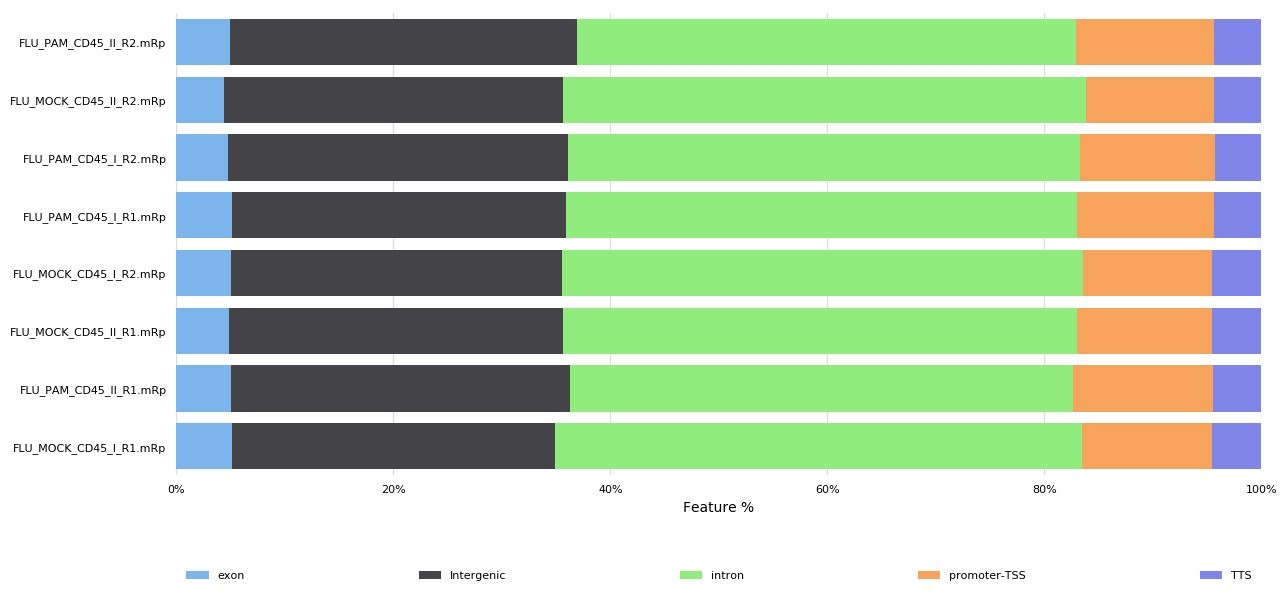 FLU_PAM_CD45_II_R2.mRp
FLU_MOCK_CD45_II_R2.mRp
FLU_PAM_CD45_I_R2.mRp
FLU_PAM_CD45_I_R1.mRp
FLU_MOCK_CD45_I_R2.mRp
FLU_MOCK_CD45_II_R1.mRp
FLU_PAM_CD45_II_R1.mRp
FLU_MOCK_CD45_I_R1.mRp
0% 20% 40% 60% 80% 100%
Feature %
exon Intergenic intron promoter-TSS TTS